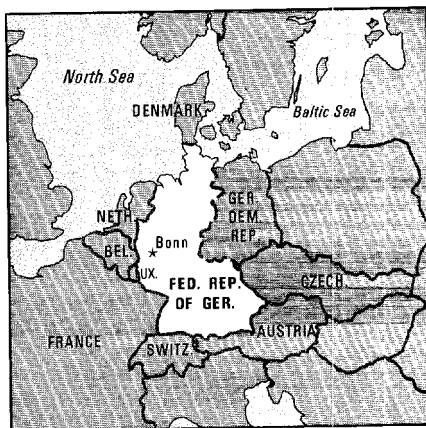 North Sea
DENMARK
Baltic Sea
NETH.
GER.
DEM.
REP.
BEL.
Bonn
UX.
FED. REP.
OF GER.
CZECH.
FRANCE
SWITZ.
AUSTRIA